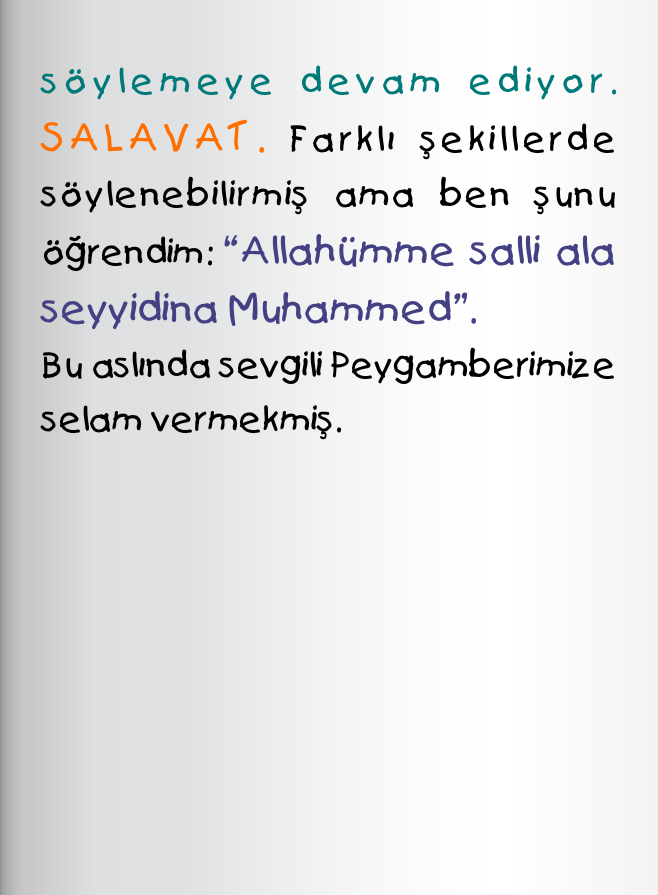 söylemeye devam ediyor.
SALAVAT. Farklı şekillerde
söylenebilirmiş ama ben şunu
öğrendim: “Allahümme salli ala
seyyidina Muhammed”.
Bu aslında sevgili Peygamberimize
selam vermekmiş.